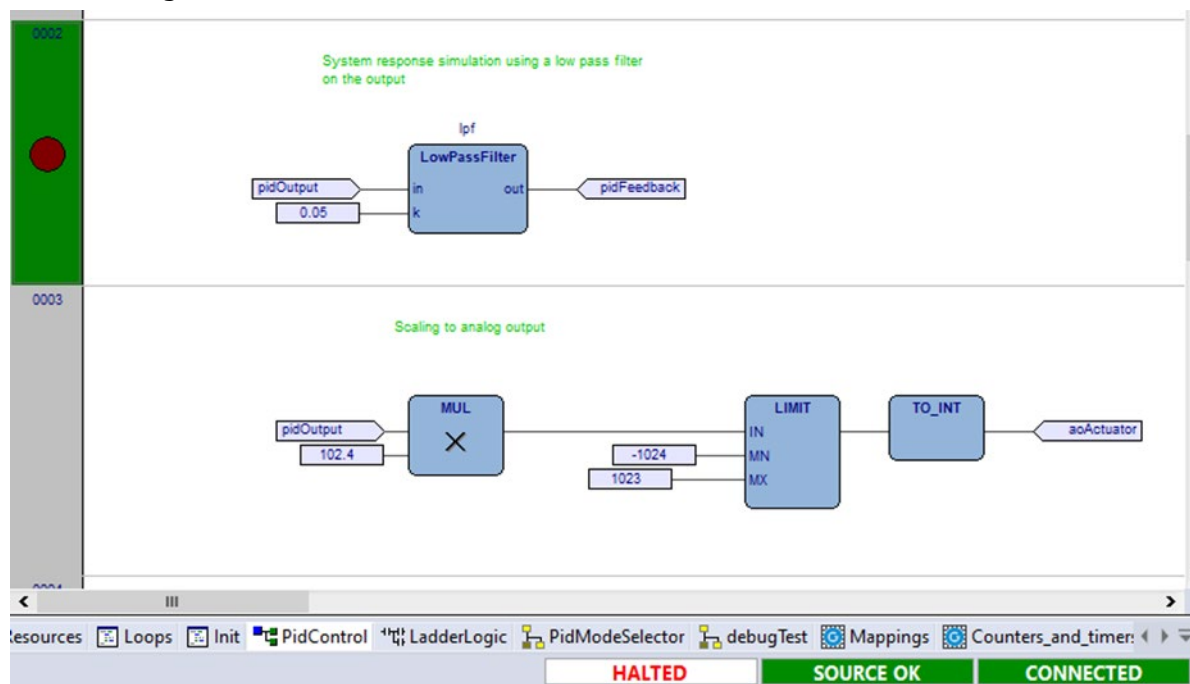 0002
System response simulation using a low pass filter
on the output
lpf
LowPassFilter
pidOutput in out pidFeedback
0.05 k
0003
Scaling to analog output
MUL LIMIT TO_INT
pidOutput IN aoActuator
102.4 -1024 MN
1023 MX
Resources Loops Init PidControl LadderLogic PidModeSelector debugTest Mappings Counters_and_timers
HALTED SOURCE OK CONNECTED